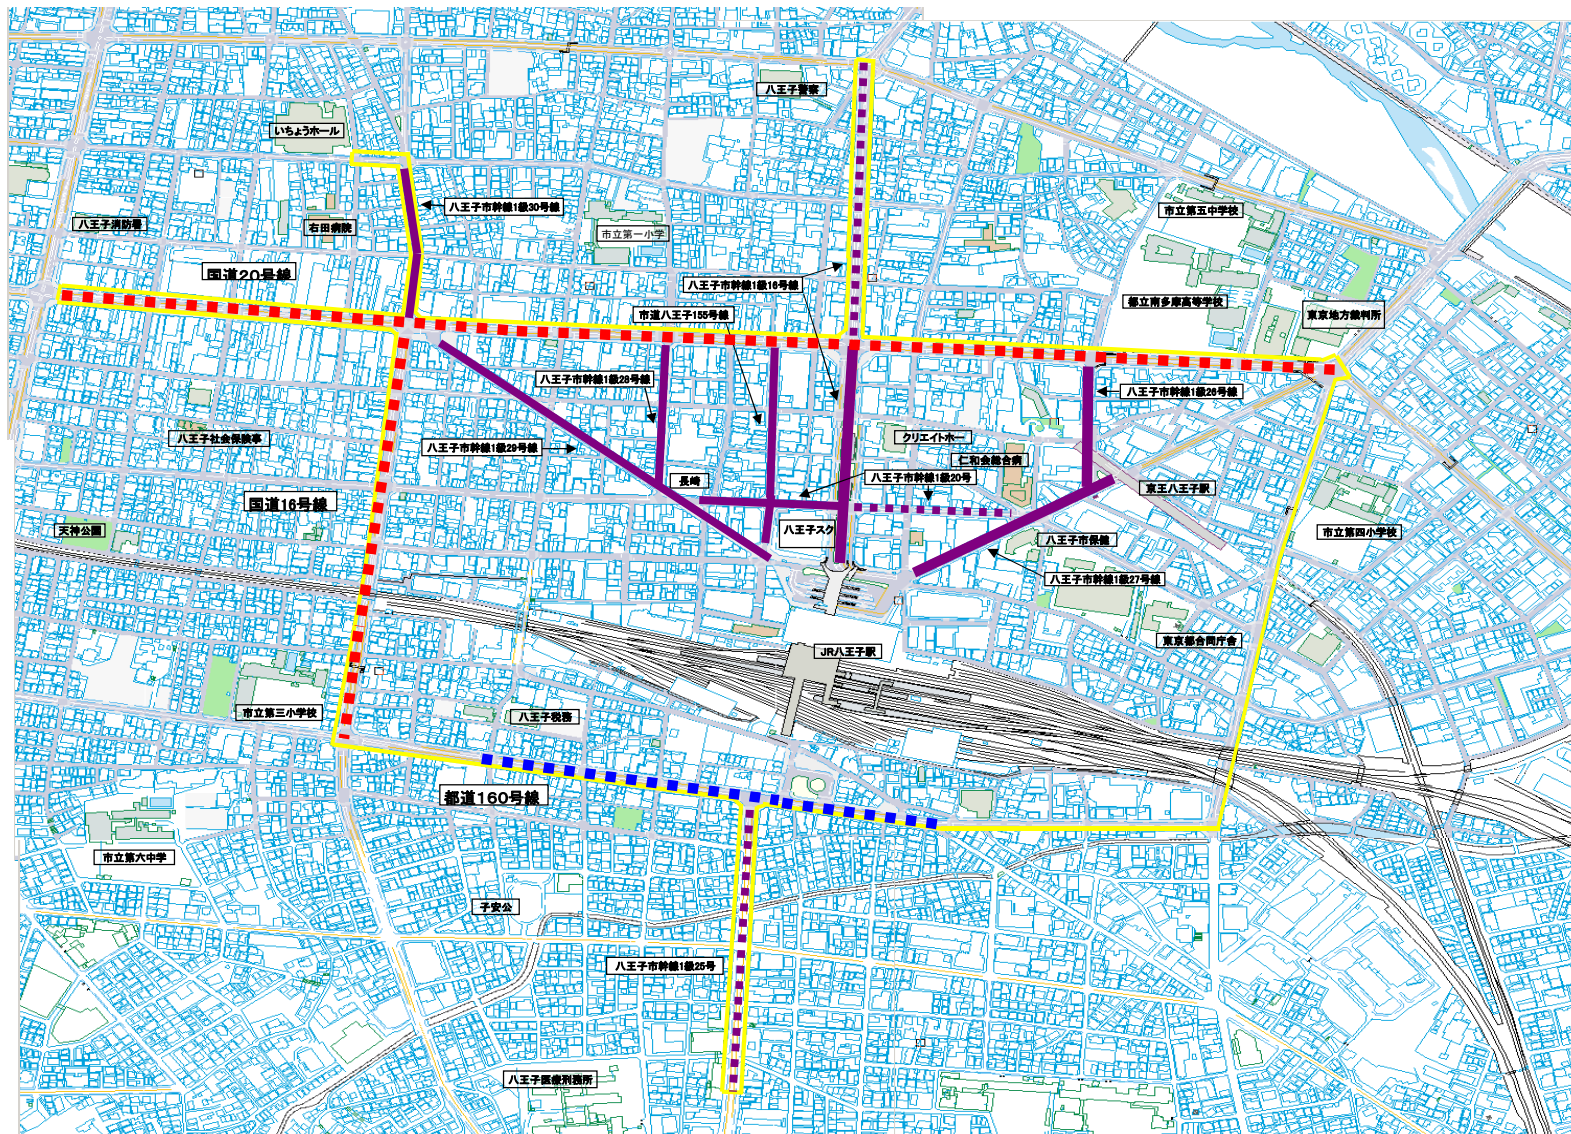 八王子警察
いちょうホール
八王子市幹線1級30号線
市立第五中学校
八王子消防署
右田病院
市立第一小学
国道20号線
八王子市幹線1級16号線
都立南多摩高等学校
東京地方裁判所
市道八王子155号線
八王子市幹線1級28号線
八王子市幹線1級26号線
八王子社会保険事
八王子市幹線1級29号線
クリエイトホー
仁和会総合病
長崎
八王子市幹線1級20号
京王八王子駅
国道16号線
天神公園
八王子スク
市立第四小学校
八王子市保健
八王子市幹線1級27号線
東京都合同庁舎
JR八王子駅
市立第三小学校
八王子税務
都道160号線
市立第六中学
子安公
八王子市幹線1級25号
八王子医療刑務所